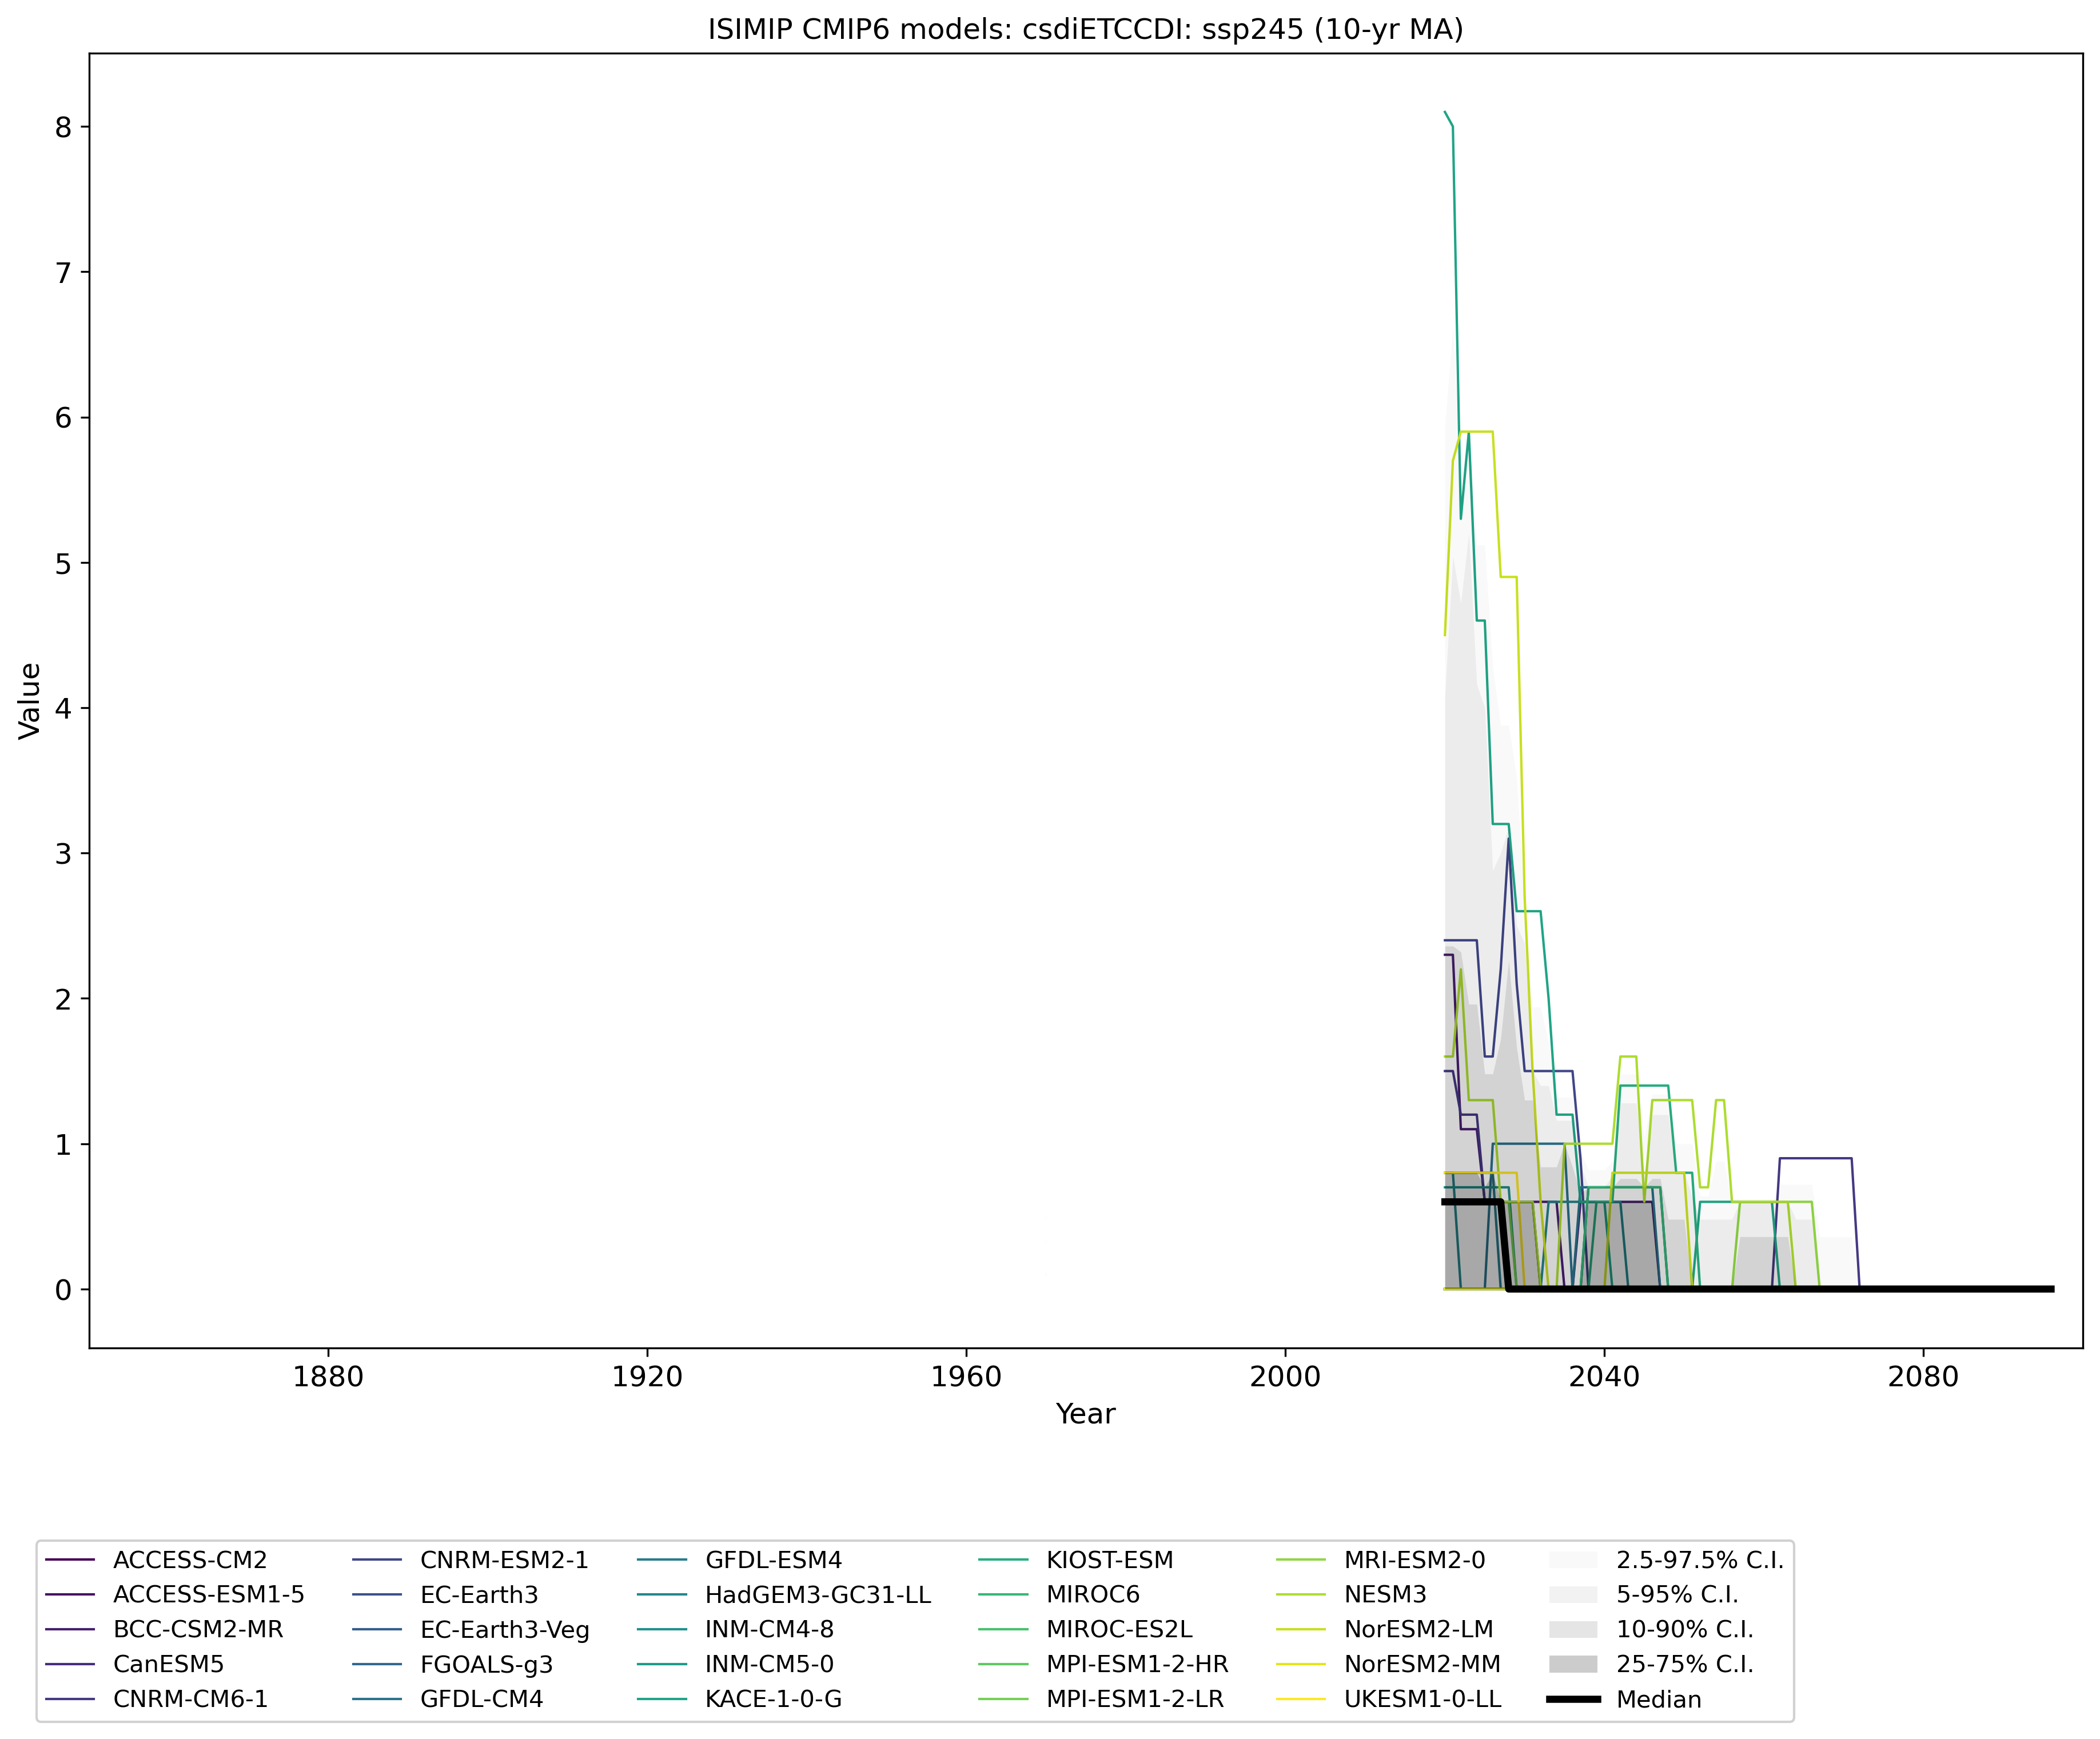 ISIMIP CMIP6 models: csdiETCCDI: ssp245 (10-yr MA)
8
7
6
5
4
3
2
1
0
Value
1880 1920 1960 2000 2040 2080
Year
ACCESS-CM2
ACCESS-ESM1-5
BCC-CSM2-MR
CanESM5
CNRM-CM6-1
CNRM-ESM2-1
EC-Earth3
EC-Earth3-Veg
FGOALS-g3
GFDL-CM4
GFDL-ESM4
HadGEM3-GC31-LL
INM-CM4-8
INM-CM5-0
KACE-1-0-G
KIOST-ESM
MIROC6
MIROC-ES2L
MPI-ESM1-2-HR
MPI-ESM1-2-LR
MRI-ESM2-0
NESM3
NorESM2-LM
NorESM2-MM
UKESM1-0-LL
2.5-97.5% C.I.
5-95% C.I.
10-90% C.I.
25-75% C.I.
Median